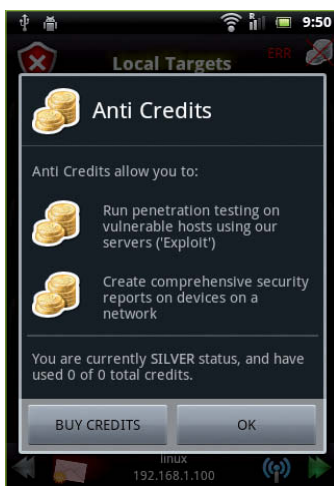 9:50
Local Targets
ERR
Anti Credits
Anti Credits allow you to:
Run penetration testing on
vulnerable hosts using our
servers ('Exploit')
Create comprehensive security
reports on devices on a
network
You are currently SILVER status, and have
used 0 of 0 total credits.
BUY CREDITS
OK
linux
192.168.1.100